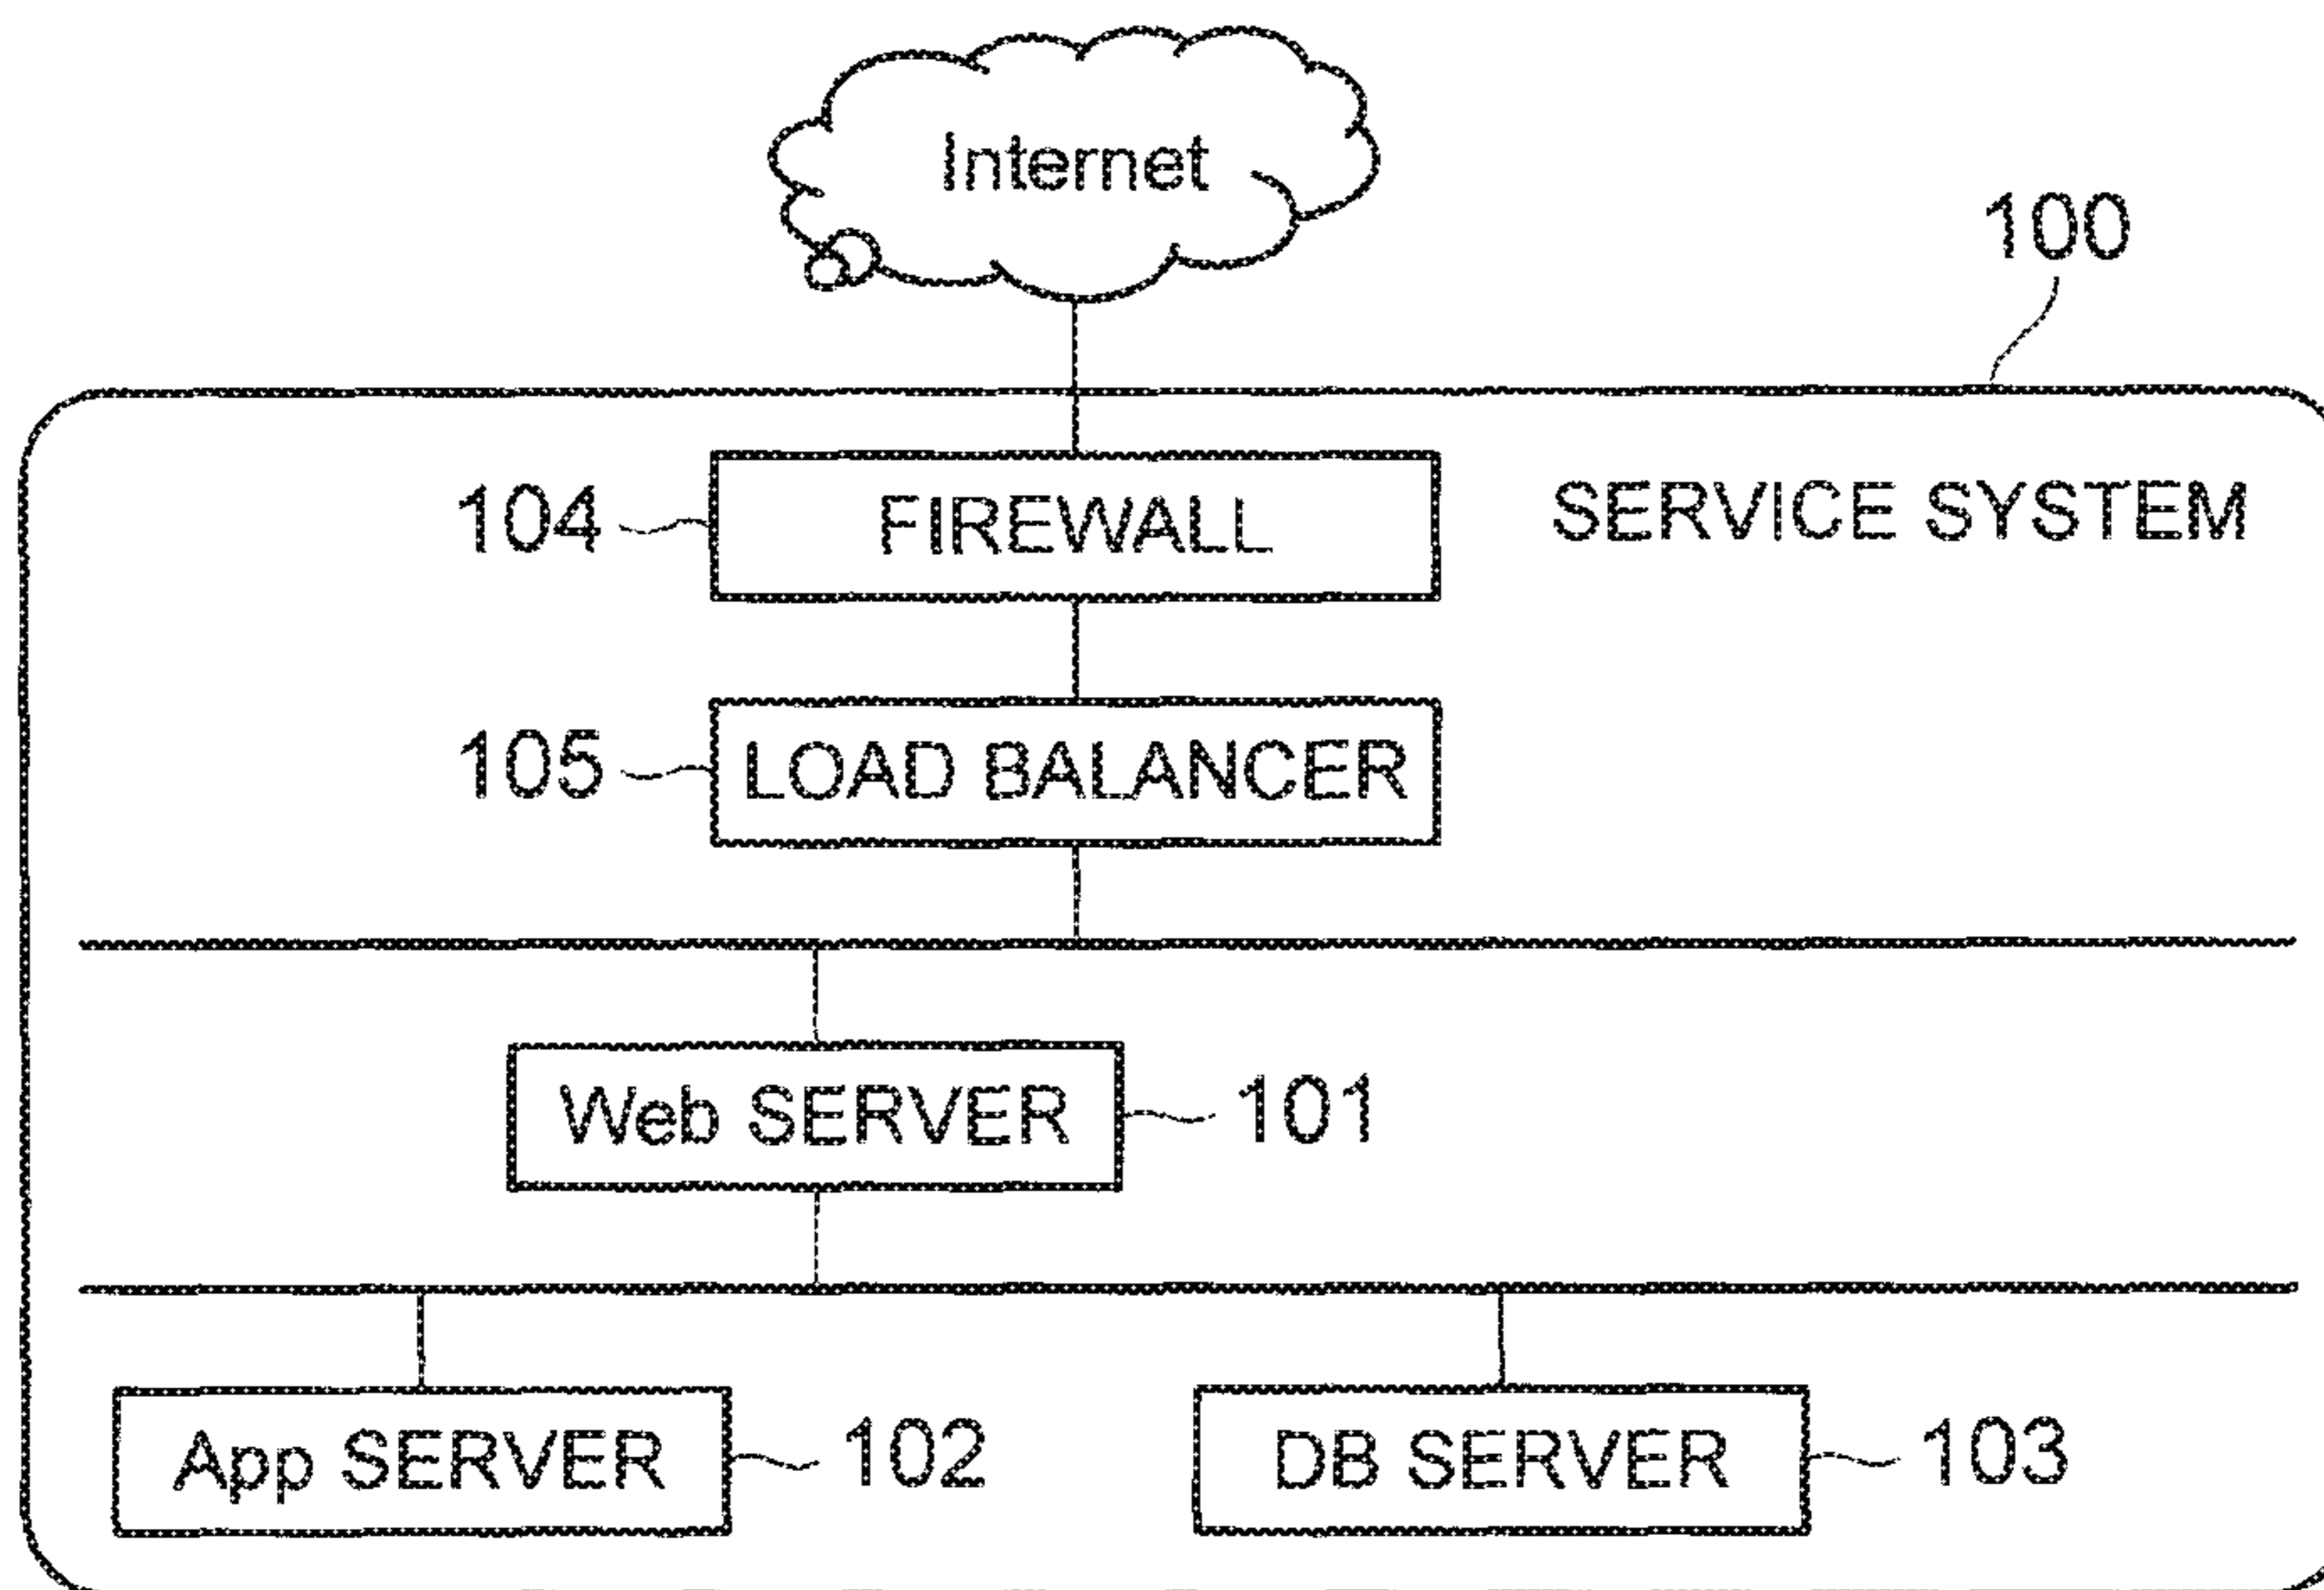 Internet
100
104
FIREWALL
SERVICE SYSTEM
105
LOAD BALANCER
Web SERVER
101
App SERVER
102
DB SERVER
103